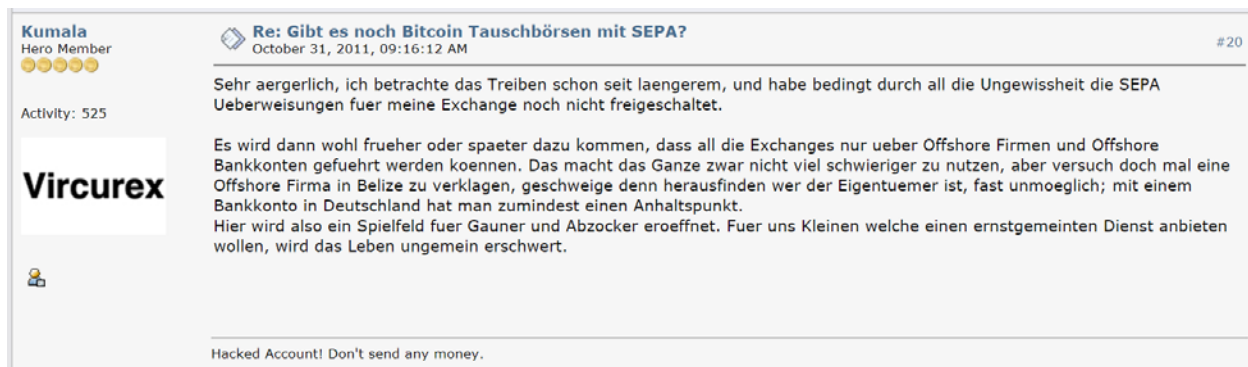 Kumala
Hero Member
Activity: 525
Vircurex
Re: Gibt es noch Bitcoin Tauschbörsen mit SEPA?
October 31, 2011, 09:16:12 AM
#20
Sehr aergerlich, ich betrachte das Treiben schon seit laengerem, und habe bedingt durch all die Ungewissheit die SEPA
Ueberweisungen fuer meine Exchange noch nicht freigeschaltet.
Es wird dann wohl frueher oder spaeter dazu kommen, dass all die Exchanges nur ueber Offshore Firmen und Offshore
Bankkonten gefuehrt werden koennen. Das macht das Ganze zwar nicht viel schwieriger zu nutzen, aber versuch doch mal eine
Offshore Firma in Belize zu verklagen, geschweige denn herausfinden wer der Eigentuemer ist, fast unmoeglich; mit einem
Bankkonto in Deutschland hat man zumindest einen Anhaltspunkt.
Hier wird also ein Spielfeld fuer Gauner und Abzocker eroeffnet. Fuer uns Kleinen welche einen ernstgemeinten Dienst anbieten
wollen, wird das Leben ungemein erschwert.
Hacked Account! Don't send any money.